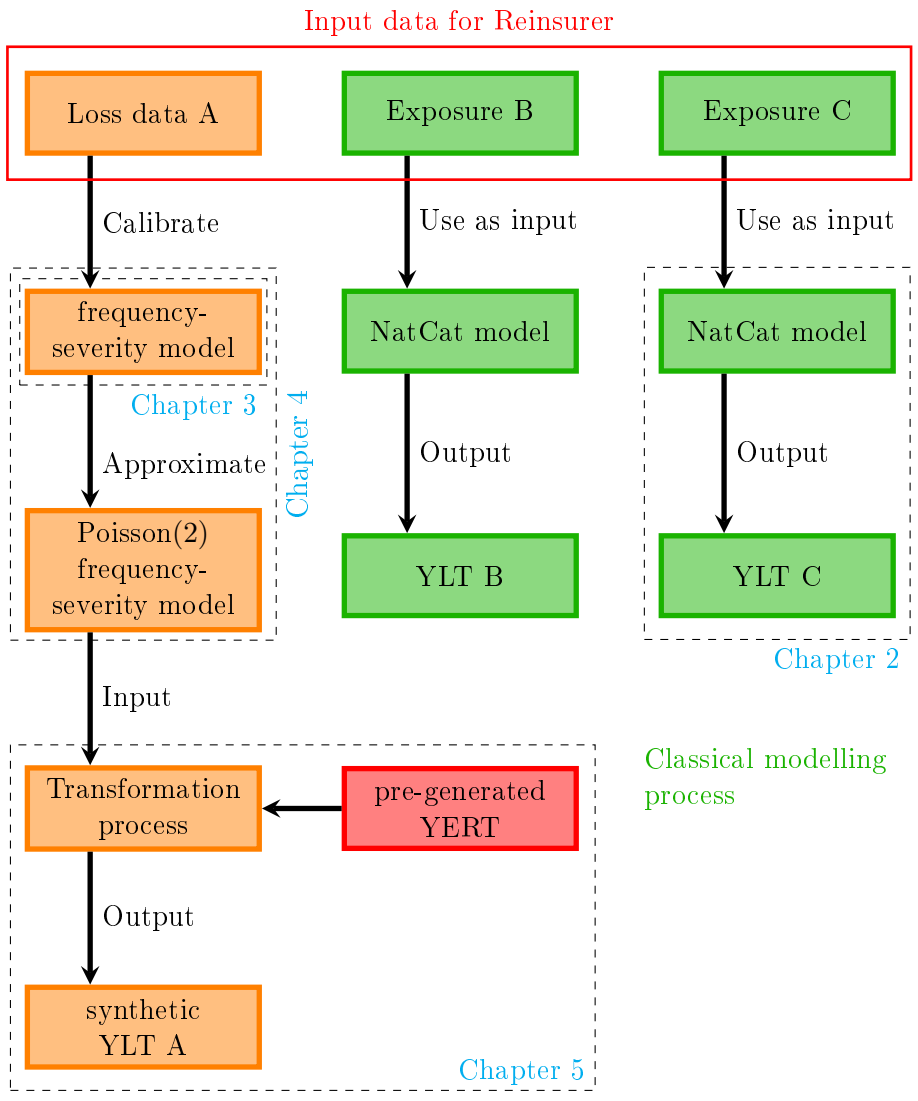 Input data for Reinsurer
Loss data A
Exposure B
Exposure C
Calibrate
Use as input
Use as input
frequency-
severity model
NatCat model
NatCat model
Chapter 3
Chapter 4
Approximate
Output
Output
Poisson(2)
frequency-
severity model
YLT B
YLT C
Chapter 2
Input
Classical modelling
process
Transformation
process
pre-generated
YERT
Output
synthetic
YLT A
Chapter 5